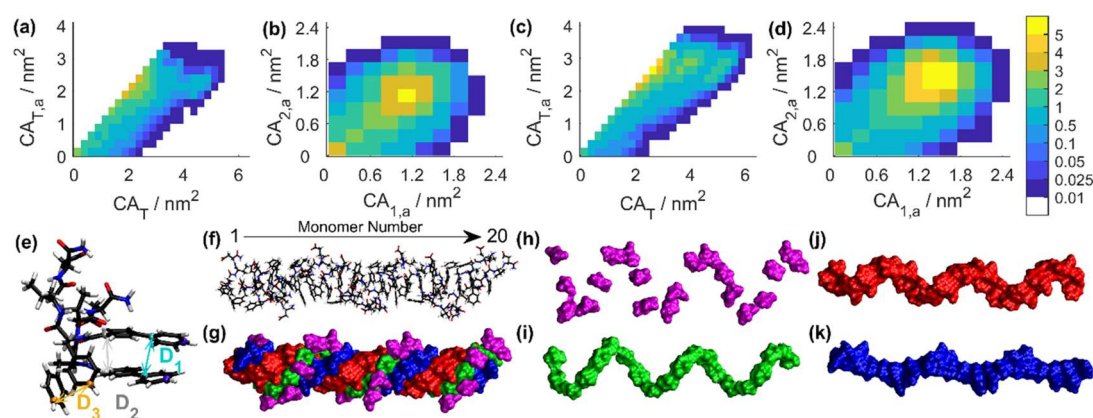 (a)
CA_T,a / nm²
4
3
2
1
0
0 2 4 6
CA_T / nm²
(b)
CA_2,a / nm²
2.4
1.8
1.2
0.6
0
0 0.6 1.2 1.8 2.4
CA_1,a / nm²
(c)
CA_T,a / nm²
4
3
2
1
0
0 2 4 6
CA_T / nm²
(d)
CA_2,a / nm²
2.4
1.8
1.2
0.6
0
0 0.6 1.2 1.8 2.4
CA_1,a / nm²
5
4
3
2
1
0.5
0.1
0.05
0.025
0.01
(e)
D_1
D_2
D_3
(f)
1 Monomer Number 20
(g)
(h)
(i)
(j)
(k)